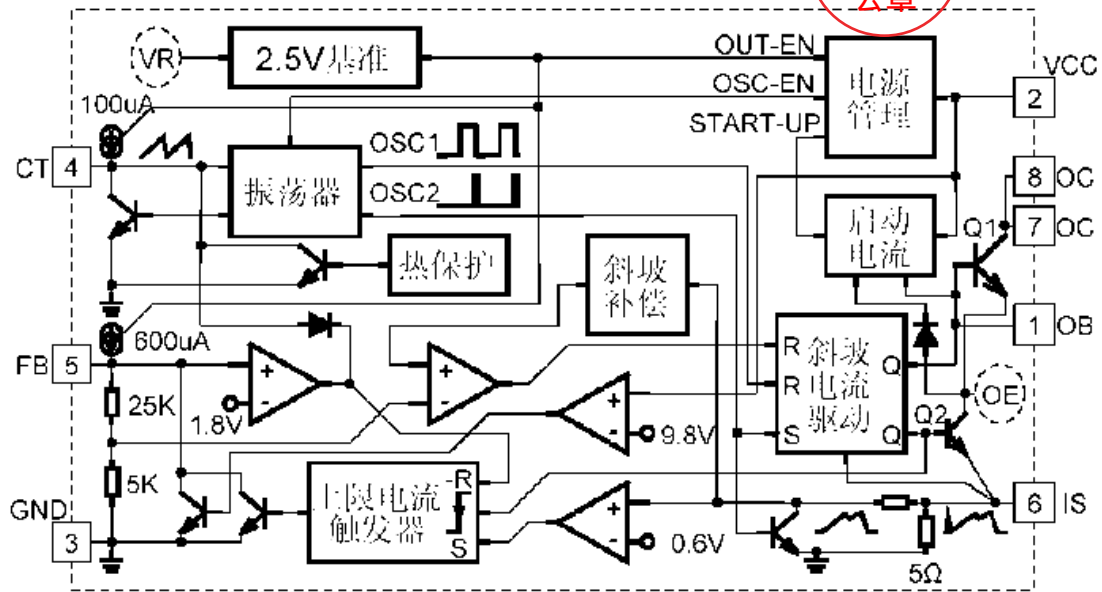 公章
VR
2.5V基准
OUT-EN
OSC-EN
START-UP
电源
管理
VCC
2
100uA
CT 4
OSC1
OSC2
振荡器
8 OC
7 OC
启动
电流
Q1
热保护
斜坡
补偿
1 OB
600uA
FB 5
25K
1.8V
+
-
+
-
+
-
9.8V
R
R
S
斜坡
电流
驱动
Q
Q
OE
Q2
5K
GND
3
上限电流
触发器
R
S
+
-
0.6V
6 IS
5Ω